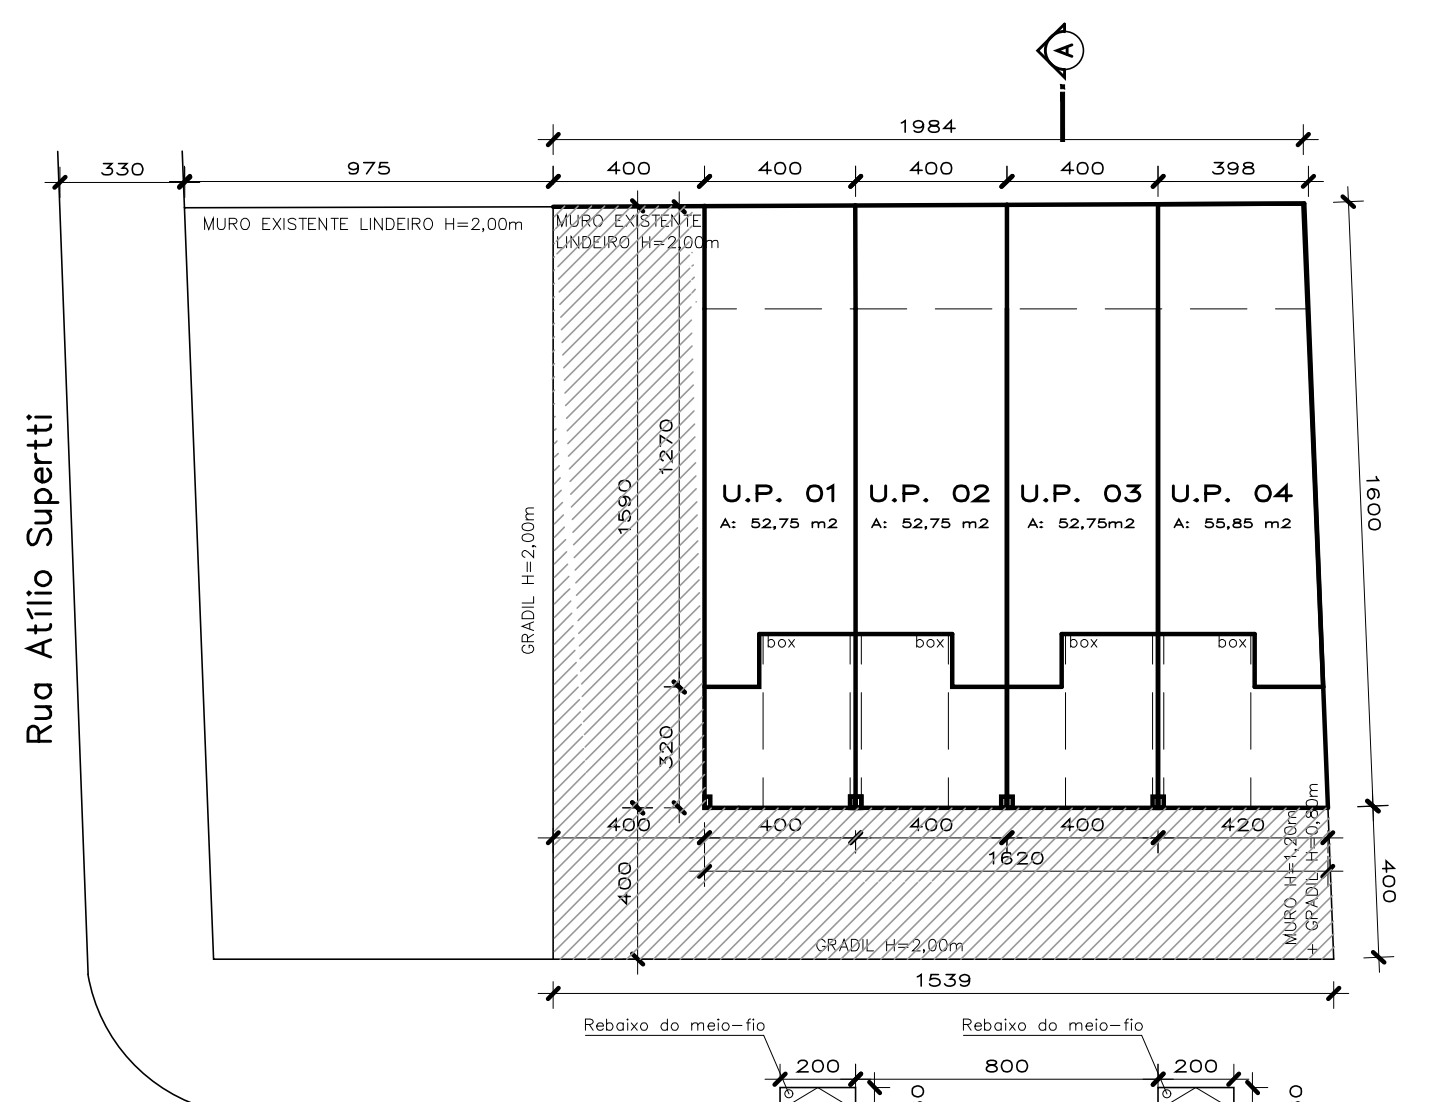 A
1984
330
975
400
400
400
400
398
MURO EXISTENTE LINDEIRO H=2,00m
MURO EXISTENTE
LINDEIRO H=2,00m
Rua Atílio Supertti
GRADIL H=2,00m
1590
1270
320
U.P. 01
A: 52,75 m2
U.P. 02
A: 52,75 m2
U.P. 03
A: 52,75m2
U.P. 04
A: 55,85 m2
1600
box
box
box
box
400
400
400
400
420
1620
400
400
MURO H=1,20m
+ GRADIL H=0,80m
GRADIL H=2,00m
1539
Rebaixo do meio-fio
Rebaixo do meio-fio
200
800
200
0
0